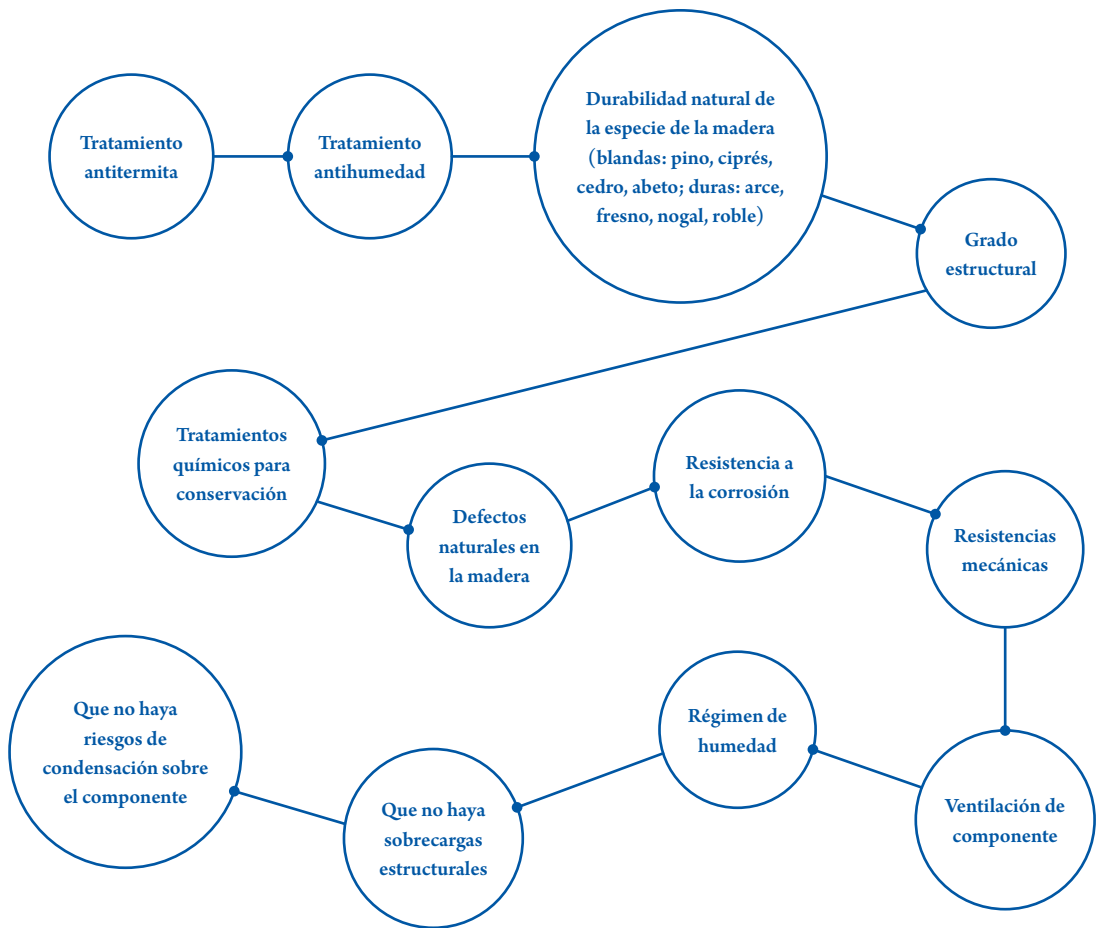 Tratamiento
antitermita
Tratamiento
antihumedad
Durabilidad natural de
la especie de la madera
(blandas: pino, ciprés,
cedro, abeto; duras: arce,
fresno, nogal, roble)
Grado
estructural
Tratamientos
químicos para
conservación
Defectos
naturales en
la madera
Resistencia a
la corrosión
Resistencias
mecánicas
Ventilación de
componente
Régimen de
humedad
Que no haya
sobrecargas
estructurales
Que no haya
riesgos de
condensación sobre
el componente